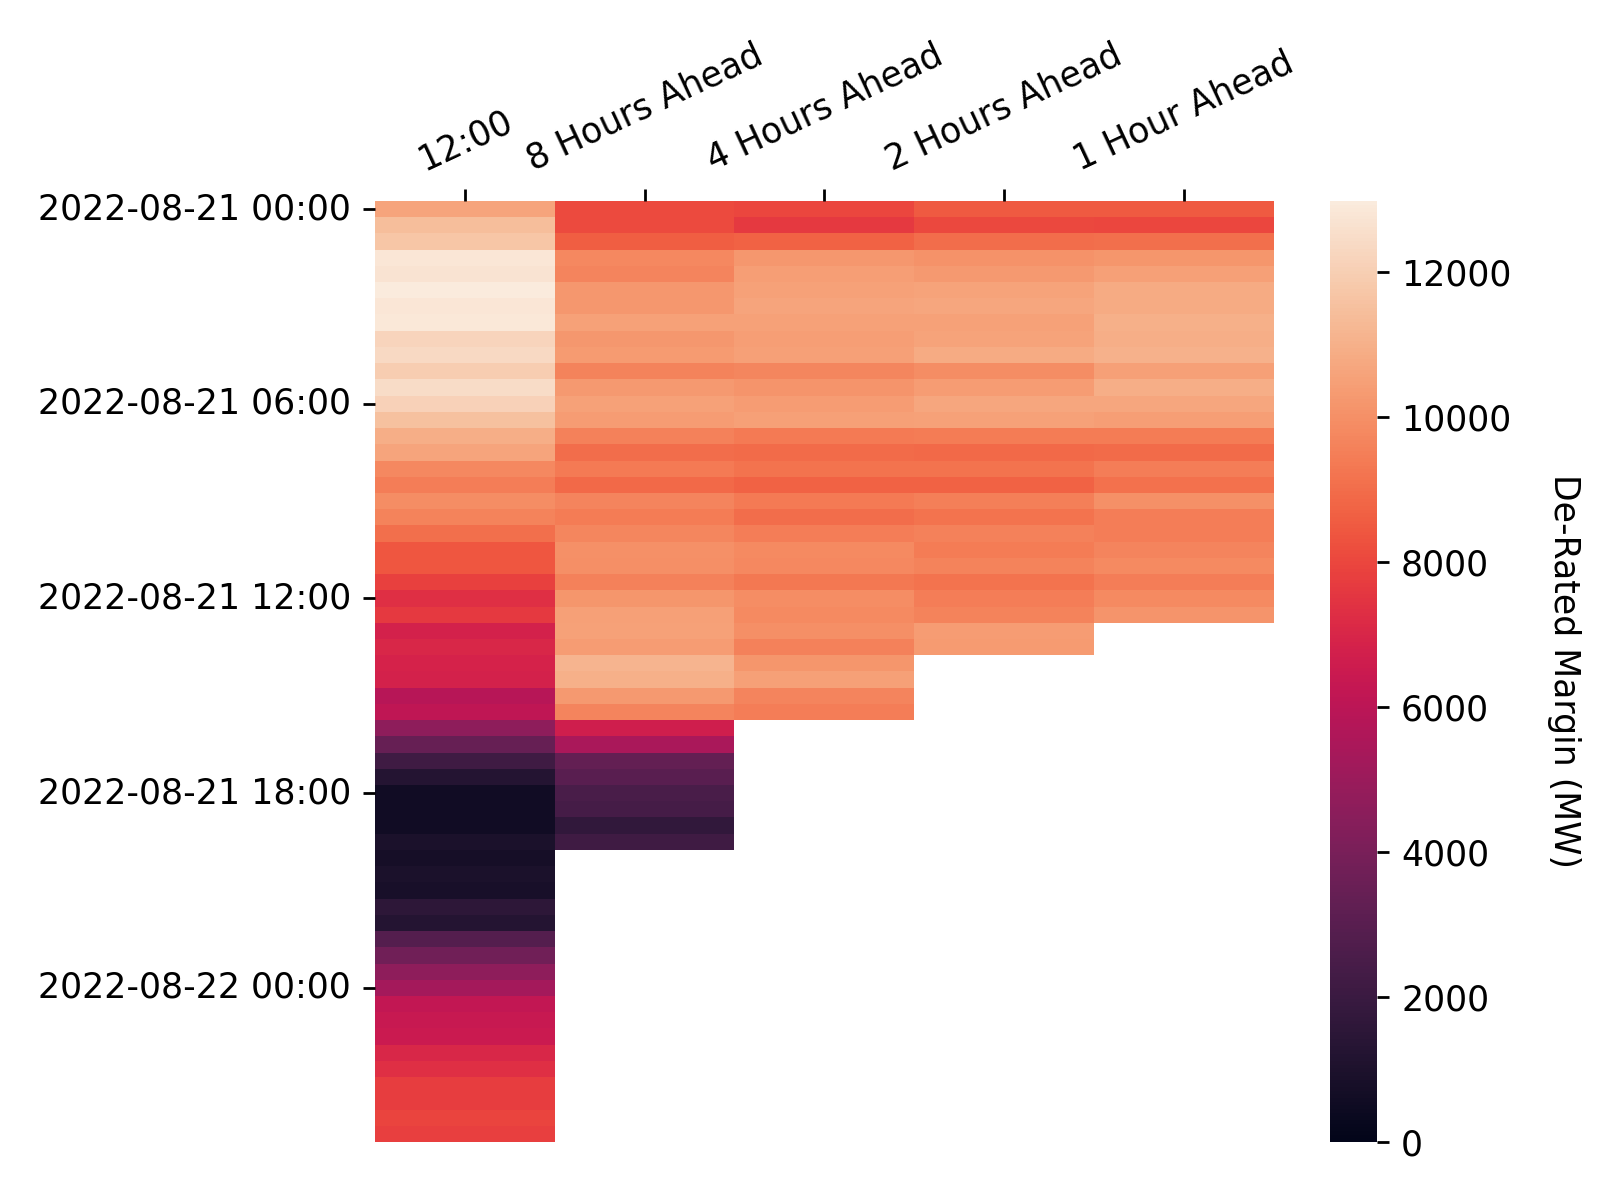 12:00
8 Hours Ahead
4 Hours Ahead
2 Hours Ahead
1 Hour Ahead
2022-08-21 00:00
2022-08-21 06:00
2022-08-21 12:00
2022-08-21 18:00
2022-08-22 00:00
12000
10000
8000
6000
4000
2000
0
De-Rated Margin (MW)